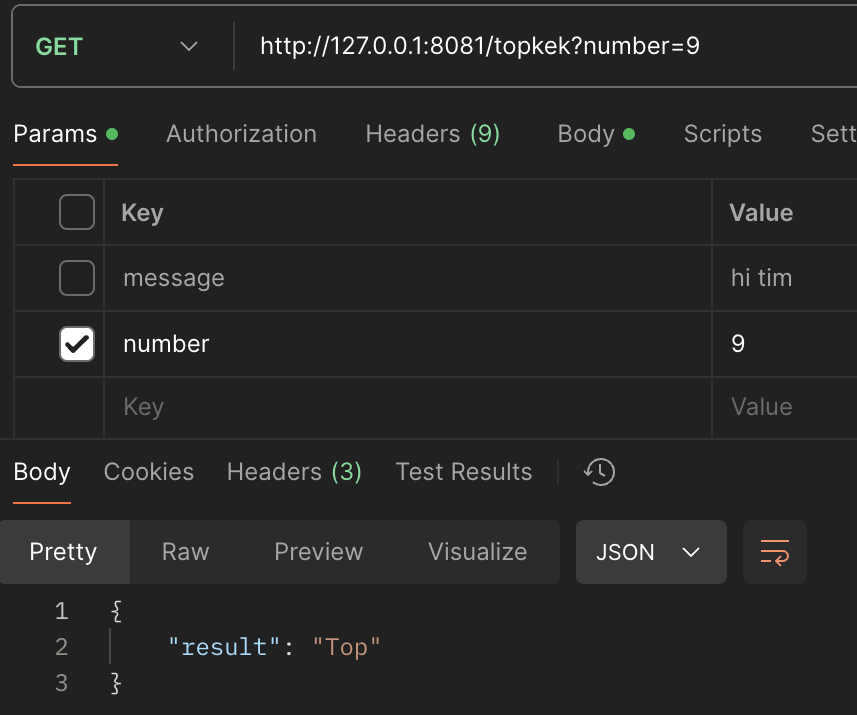 GET http://127.0.0.1:8081/topkek?number=9
Params Authorization Headers (9) Body Scripts Sett
Key Value
message hi tim
number 9
Key Value
Body Cookies Headers (3) Test Results
Pretty Raw Preview Visualize JSON
1 {
2 "result": "Top"
3 }